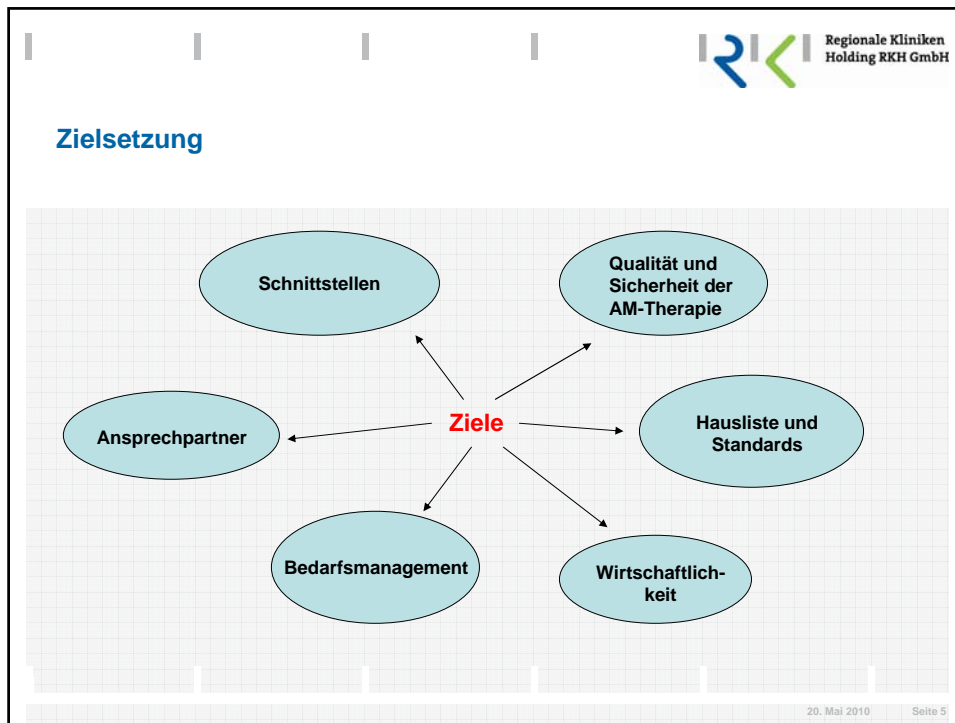 Regionale Kliniken
Holding RKH GmbH
Zielsetzung
Schnittstellen
Qualität und
Sicherheit der
AM-Therapie
Ansprechpartner
Ziele
Hausliste und
Standards
Bedarfsmanagement
Wirtschaftlich-
keit
20. Mai 2010 Seite 5